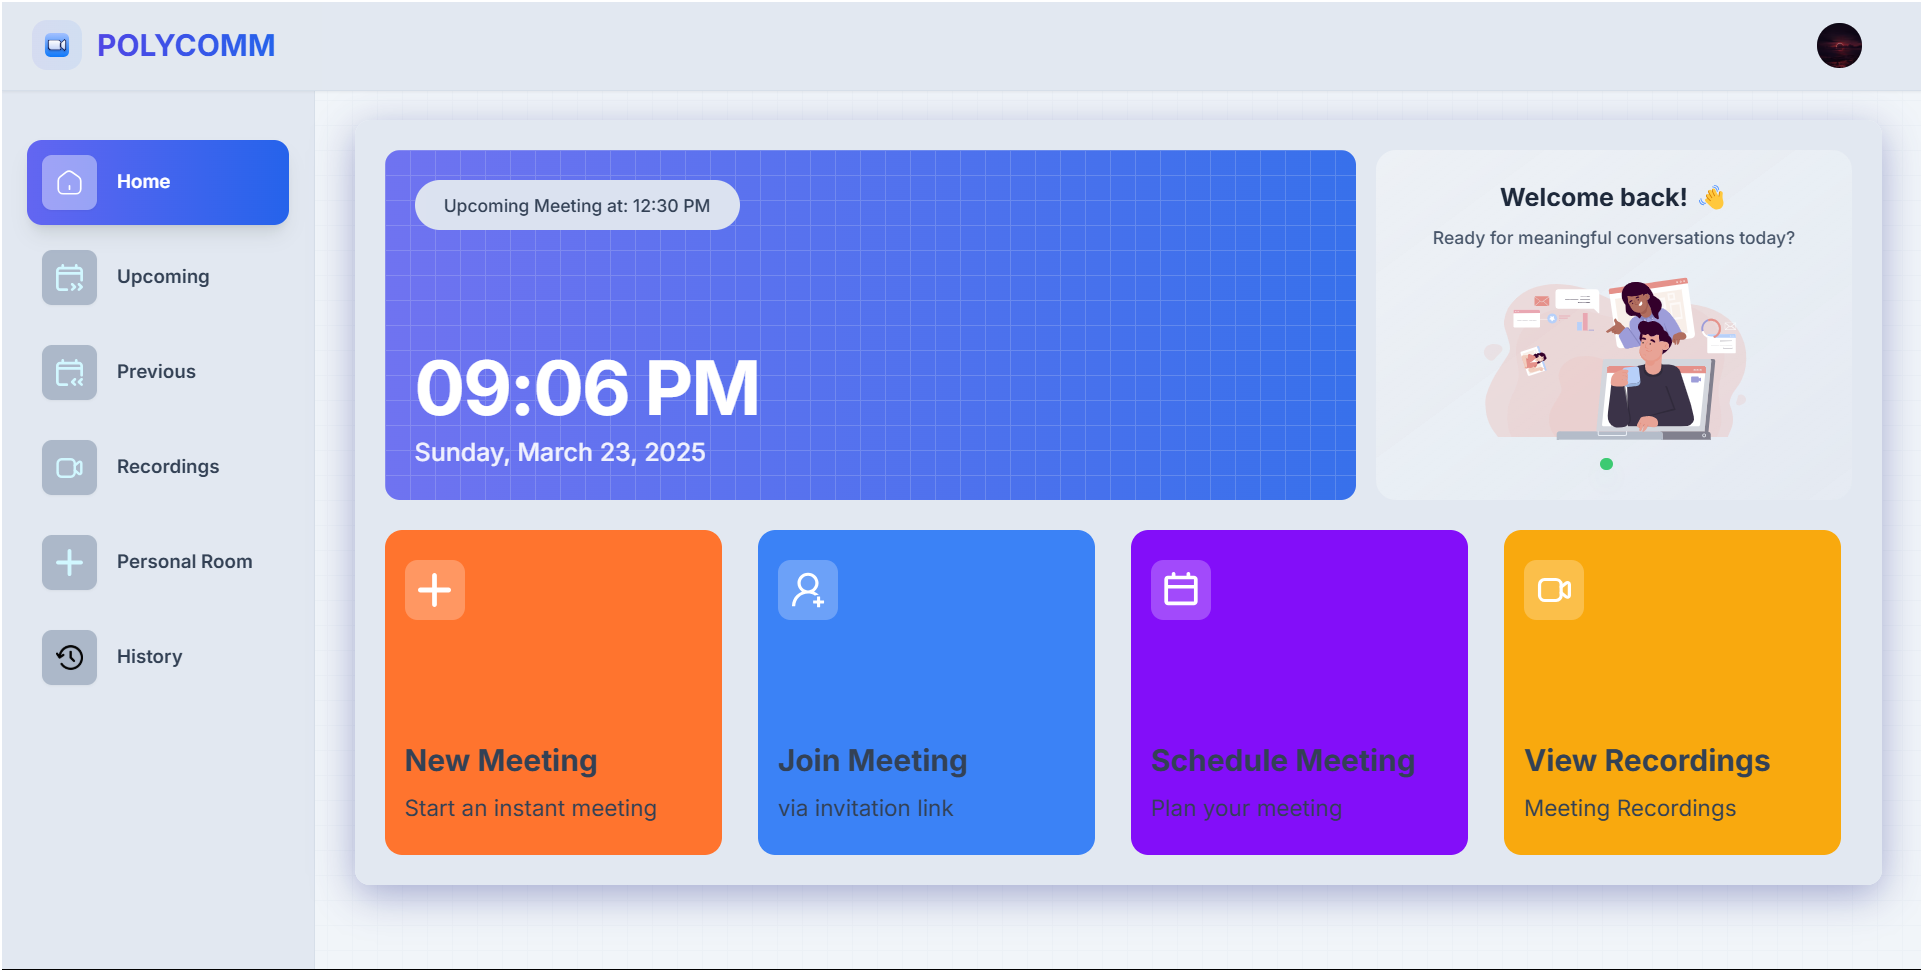 POLYCOMM
Home
Upcoming
Previous
Recordings
Personal Room
History
Upcoming Meeting at: 12:30 PM
09:06 PM
Sunday, March 23, 2025
Welcome back! 👋
Ready for meaningful conversations today?
New Meeting
Start an instant meeting
Join Meeting
via invitation link
Schedule Meeting
Plan your meeting
View Recordings
Meeting Recordings